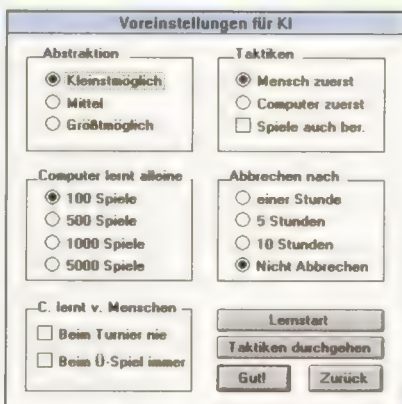 Voreinstellungen für KI
Abstraktion
Kleinstmöglich
Mittel
Größtmöglich
Taktiken
Mensch zuerst
Computer zuerst
Spiele auch ber.
Computer lernt alleine
100 Spiele
500 Spiele
1000 Spiele
5000 Spiele
Abbrechen nach
einer Stunde
5 Stunden
10 Stunden
Nicht Abbrechen
C. lernt v. Menschen
Beim Turnier nie
Beim Ü-Spiel immer
Lernstart
Taktiken durchgehen
Gut!
Zurück